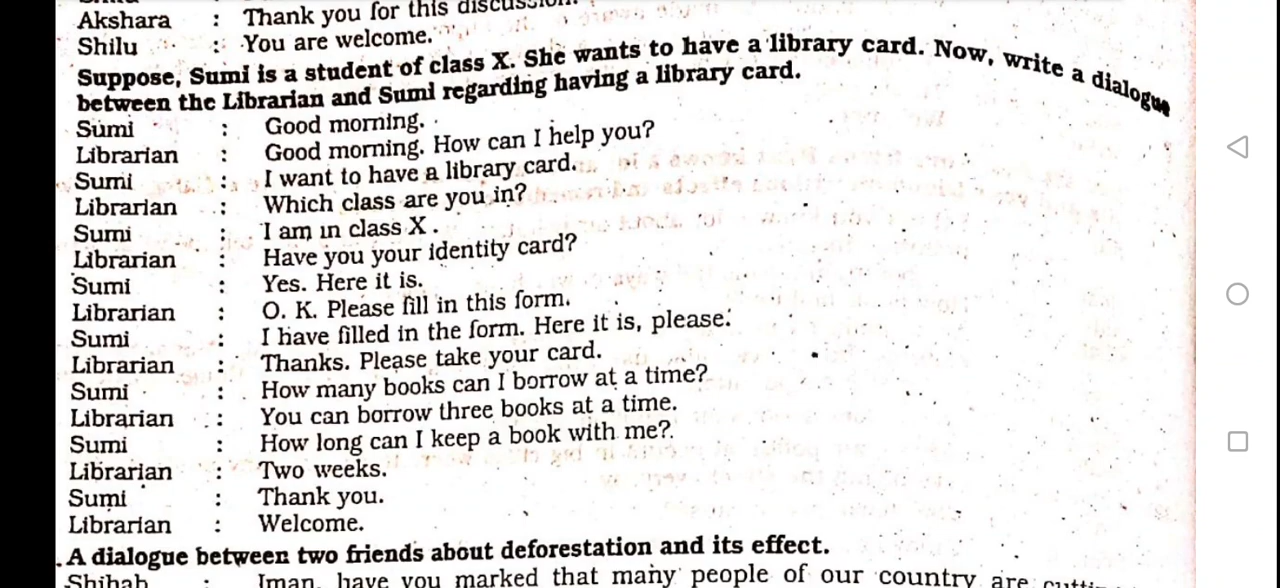 Akshara : Thank you for this discussion.
Shilu : You are welcome.
Suppose, Sumi is a student of class X. She wants to have a library card. Now, write a dialogue
between the Librarian and Sumi regarding having a library card.
Sumi : Good morning.
Librarian : Good morning. How can I help you?
Sumi : I want to have a library card.
Librarian : Which class are you in?
Sumi : I am in class X.
Librarian : Have you your identity card?
Sumi : Yes. Here it is.
Librarian : O. K. Please fill in this form.
Sumi : I have filled in the form. Here it is, please.
Librarian : Thanks. Please take your card.
Sumi : How many books can I borrow at a time?
Librarian : You can borrow three books at a time.
Sumi : How long can I keep a book with me?
Librarian : Two weeks.
Sumi : Thank you.
Librarian : Welcome.
A dialogue between two friends about deforestation and its effect.
Shihab : Iman, have you marked that many people of our country are